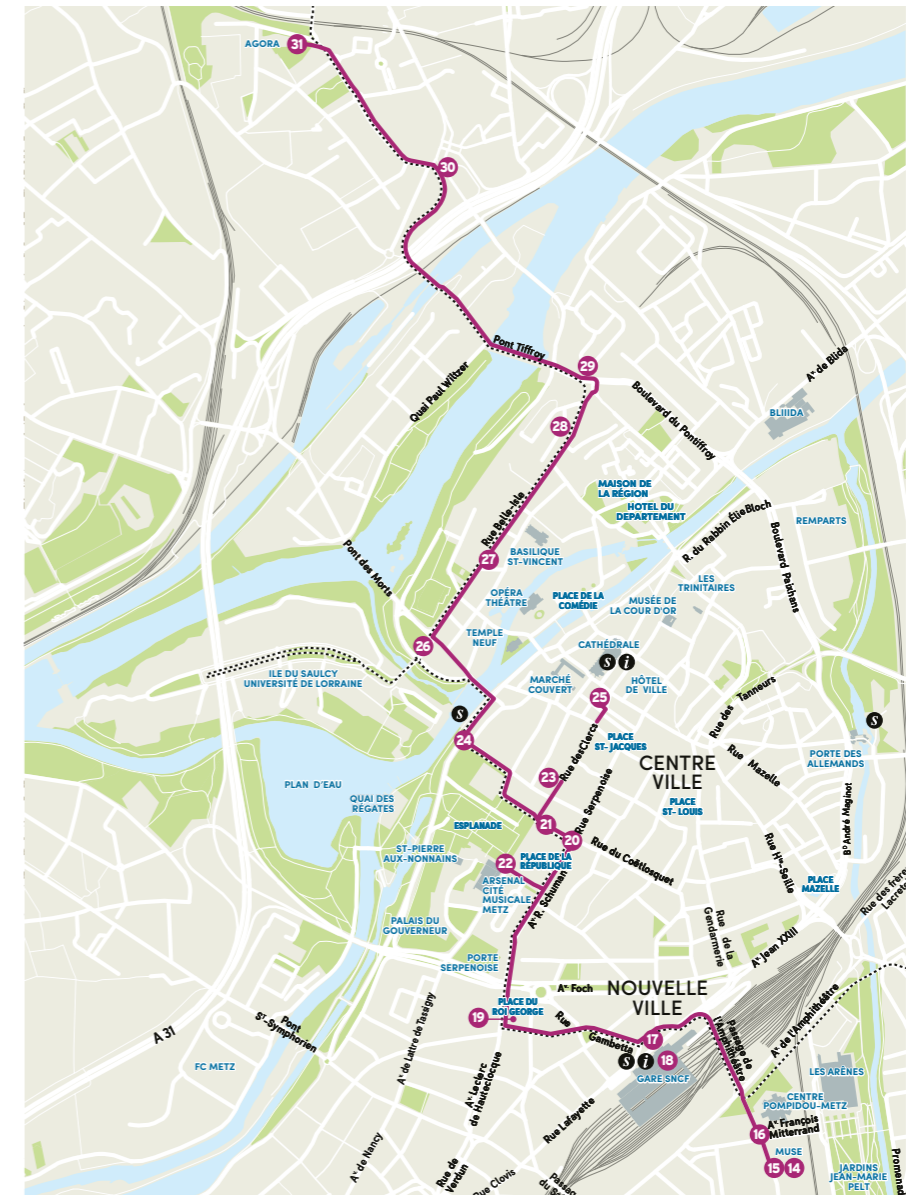 AGORA
31
30
Pont Tiffroy
29
Quai Paul Wiltzer
Av de Blida
Boulevard du Pontiffroy
BLIIIDA
28
MAISON DE
LA RÉGION
HOTEL DU
DEPARTEMENT
Rue Belle-Isle
R. du Rabbin ÉlieBloch
REMPARTS
Boulevard Paixhans
Pont des Morts
27
BASILIQUE
ST-VINCENT
LES
TRINITAIRES
OPÉRA
THÉÂTRE
PLACE DE LA
COMÉDIE
MUSÉE DE
LA COUR D'OR
TEMPLE
NEUF
26
CATHÉDRALE
S i
ILE DU SAULCY
UNIVERSITÉ DE LORRAINE
MARCHÉ
COUVERT
HÔTEL
DE VILLE
25
Rue des Tanneurs
S
24
S
Rue desClercs
PLACE
ST- JACQUES
Rue Mazelle
PORTE DES
ALLEMANDS
CENTRE
VILLE
23
PLAN D'EAU
QUAI DES
RÉGATES
Rue Serpenoise
PLACE
ST- LOUIS
Bd André Maginot
ESPLANADE
21
20
Rue du Coëtlosquet
Rue Hte-Seille
ST-PIERRE
AUX-NONNAINS
22
PLACE DE LA
RÉPUBLIQUE
PLACE
MAZELLE
ARSENAL
CITÉ
MUSICALE
METZ
Av R. Schuman
Rue des frères
Lacretelle
PALAIS DU
GOUVERNEUR
Rue de la
Gendarmerie
Av Jean XXIII
PORTE
SERPENOISE
Av Foch
NOUVELLE
VILLE
Av de l'Amphithéâtre
PLACE DU
ROI GEORGE
19
Rue
Gambetta
17
Passage de
l'Amphithéâtre
A 31
Pont
St-Symphorien
Av de Lattre de Tassigny
S i
18
GARE SNCF
FC METZ
LES ARÈNES
Av Leclerc
de Hauteclocque
CENTRE
POMPIDOU-METZ
Rue Lafayette
16
Av François
Mitterrand
Av de Nancy
MUSE
15
14
JARDINS
JEAN-MARIE
PELT
Rue de
Verdun
Rue Clovis